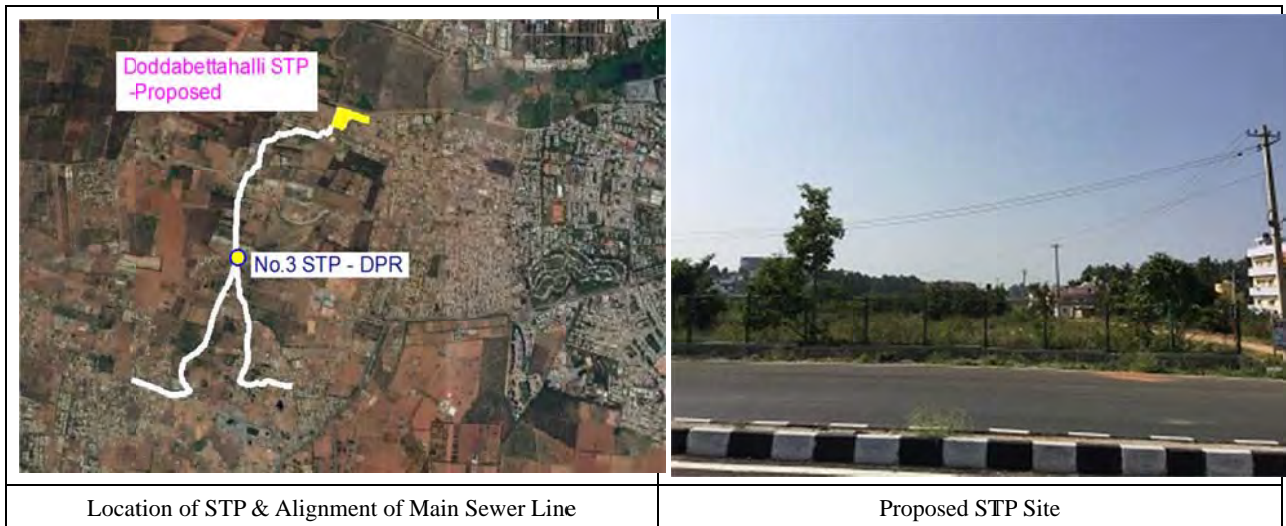 Doddabettahalli STP
-Proposed
No.3 STP - DPR
Location of STP & Alignment of Main Sewer Line
Proposed STP Site